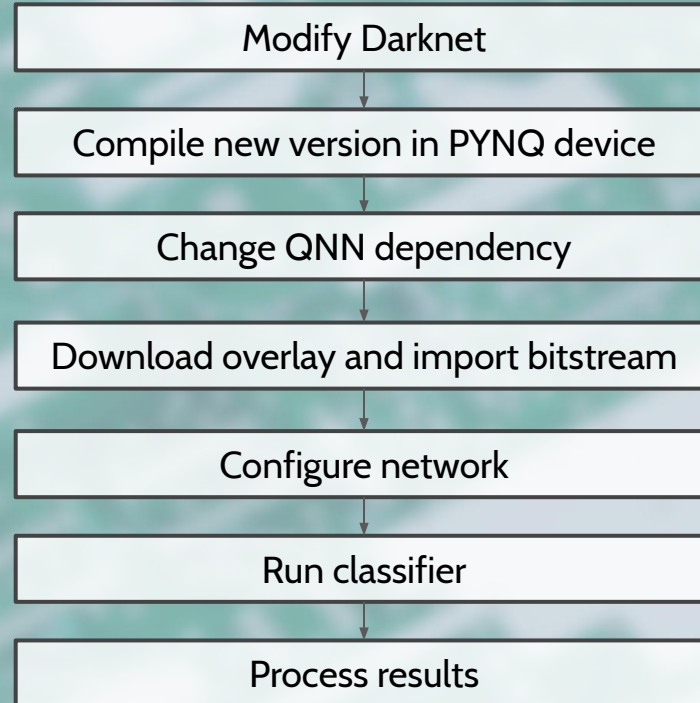 Modify Darknet
Compile new version in PYNQ device
Change QNN dependency
Download overlay and import bitstream
Configure network
Run classifier
Process results